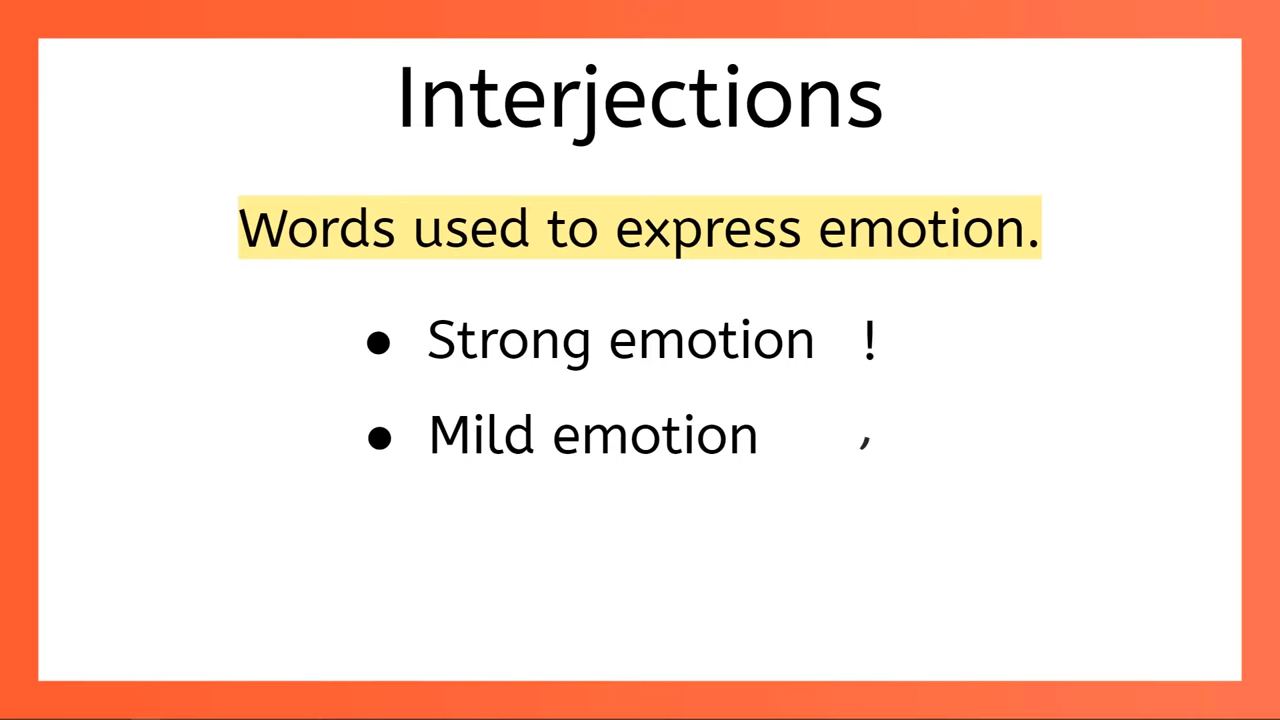 Interjections
Words used to express emotion.
● Strong emotion !
● Mild emotion ,